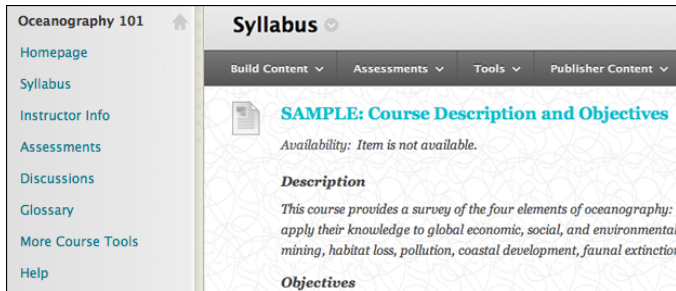 Oceanography 101
Homepage
Syllabus
Instructor Info
Assessments
Discussions
Glossary
More Course Tools
Help
Syllabus
Build Content
Assessments
Tools
Publisher Content
SAMPLE: Course Description and Objectives
Availability: Item is not available.
Description
This course provides a survey of the four elements of oceanography:
apply their knowledge to global economic, social, and environmental
mining, habitat loss, pollution, coastal development, faunal extinction
Objectives